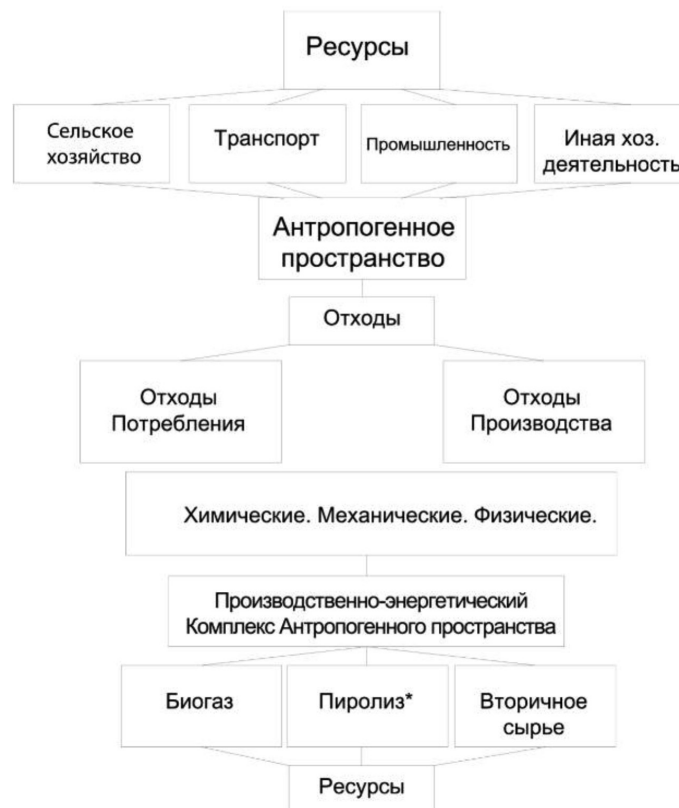 Ресурсы
Сельское
хозяйство
Транспорт
Промышленность
Иная хоз.
деятельность
Антропогенное
пространство
Отходы
Отходы
Потребления
Отходы
Производства
Химические. Механические. Физические.
Производственно-энергетический
Комплекс Антропогенного пространства
Биогаз
Пиролиз*
Вторичное
сырье
Ресурсы